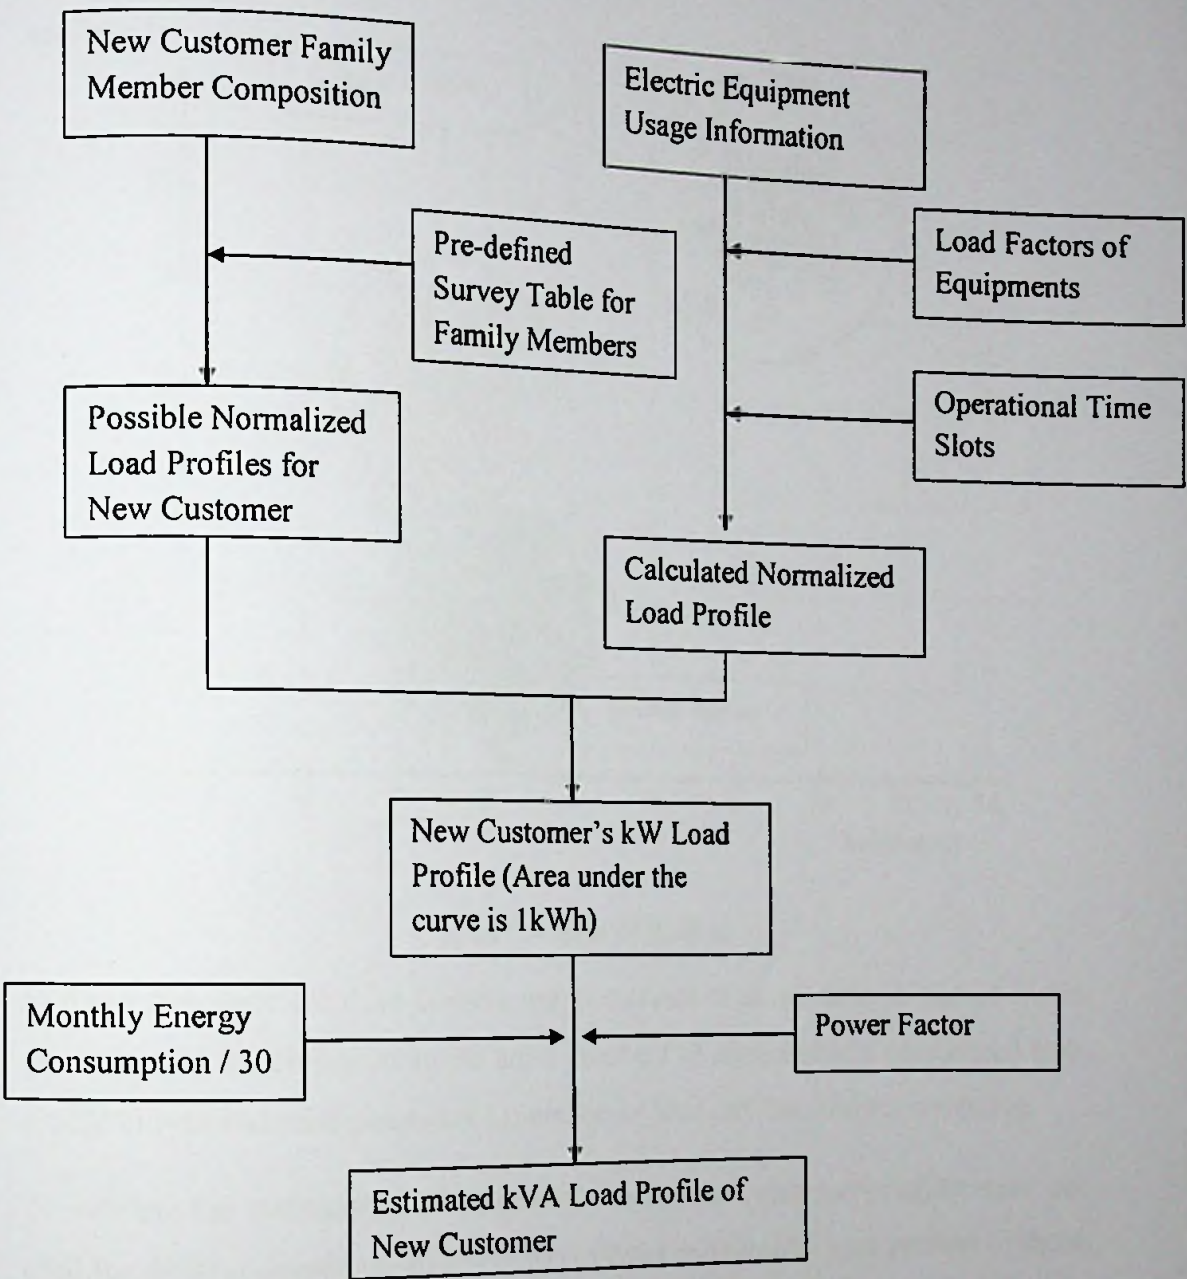 New Customer Family
Member Composition
Electric Equipment
Usage Information
Pre-defined
Survey Table for
Family Members
Load Factors of
Equipments
Operational Time
Slots
Possible Normalized
Load Profiles for
New Customer
Calculated Normalized
Load Profile
New Customer's kW Load
Profile (Area under the
curve is 1kWh)
Monthly Energy
Consumption / 30
Power Factor
Estimated kVA Load Profile of
New Customer